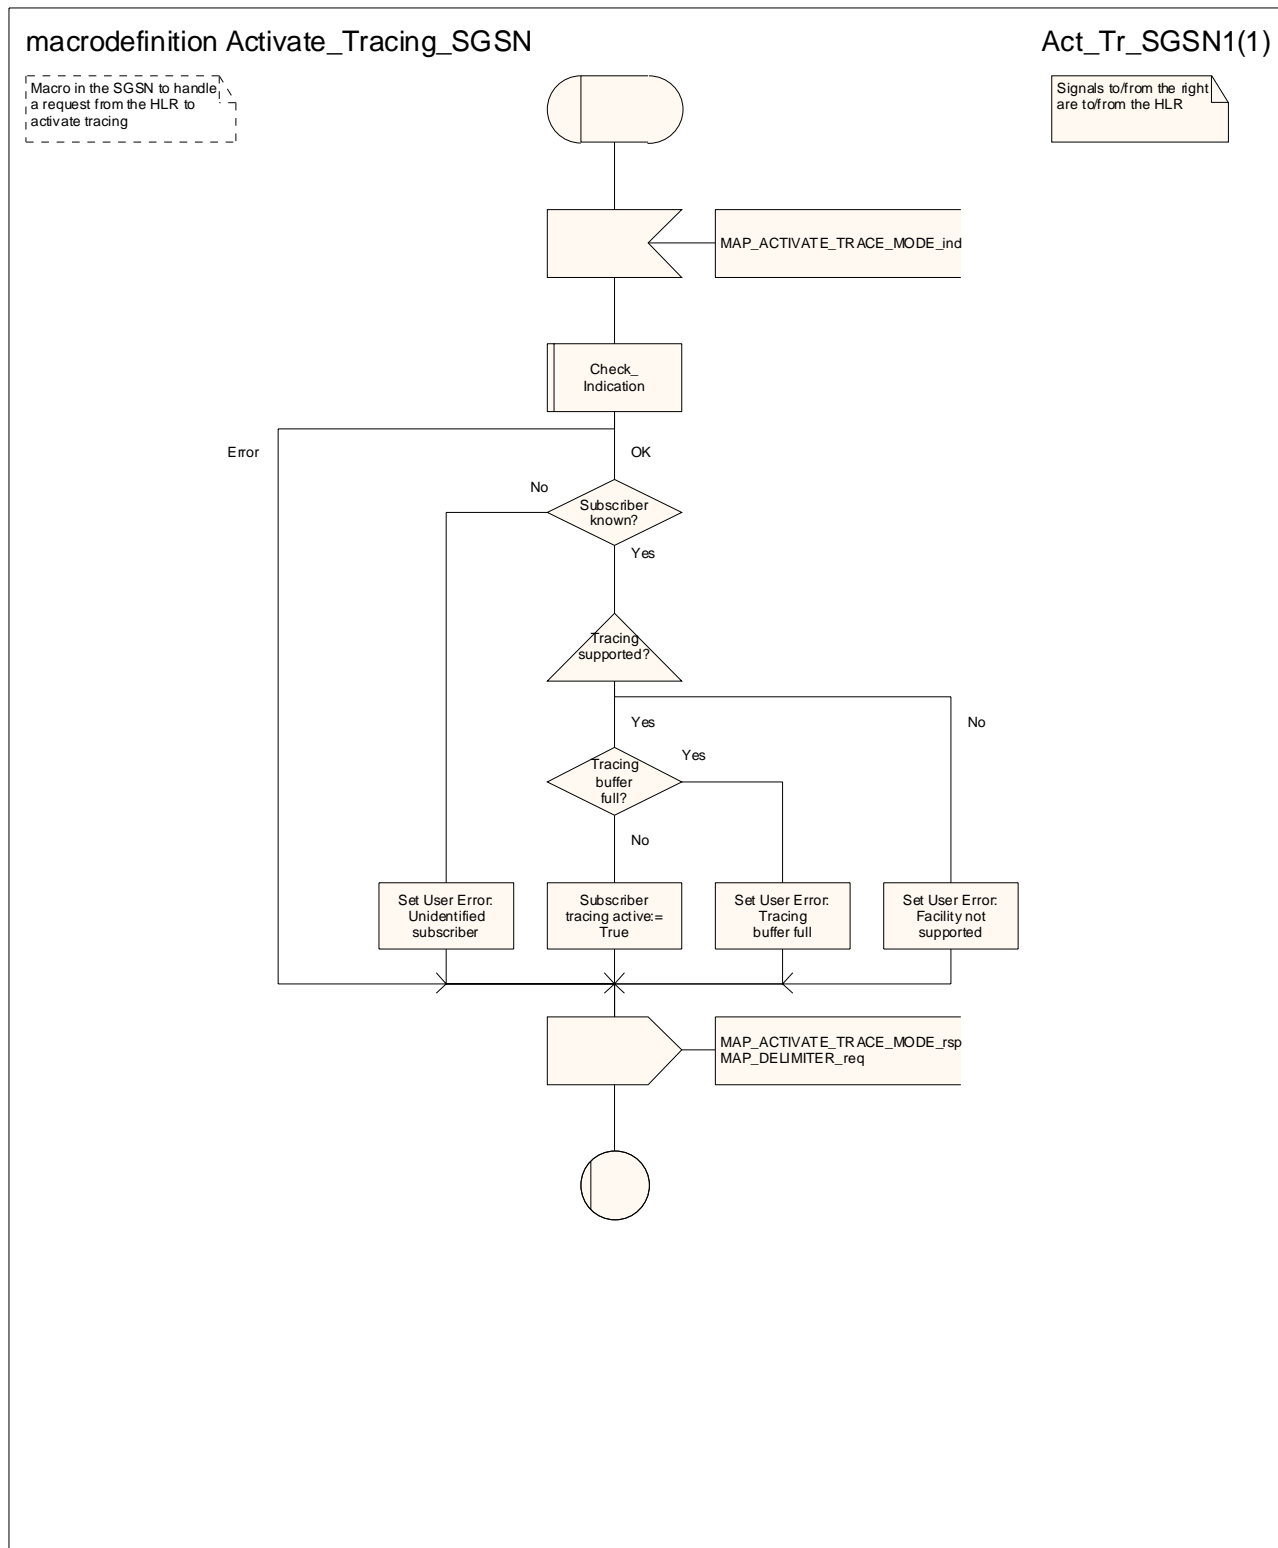 macrodefinition Activate_Tracing_SGSN
Act_Tr_SGSN1(1)
Macro in the SGSN to handle
a request from the HLR to
activate tracing
Signals to/from the right
are to/from the HLR
MAP_ACTIVATE_TRACE_MODE_ind
Check_
Indication
Error
OK
No
Subscriber
known?
Yes
Tracing
supported?
Yes
No
Tracing
buffer
full?
Yes
No
Set User Error:
Unidentified
subscriber
Subscriber
tracing active:=
True
Set User Error:
Tracing
buffer full
Set User Error:
Facility not
supported
MAP_ACTIVATE_TRACE_MODE_rsp
MAP_DELIMITER_req